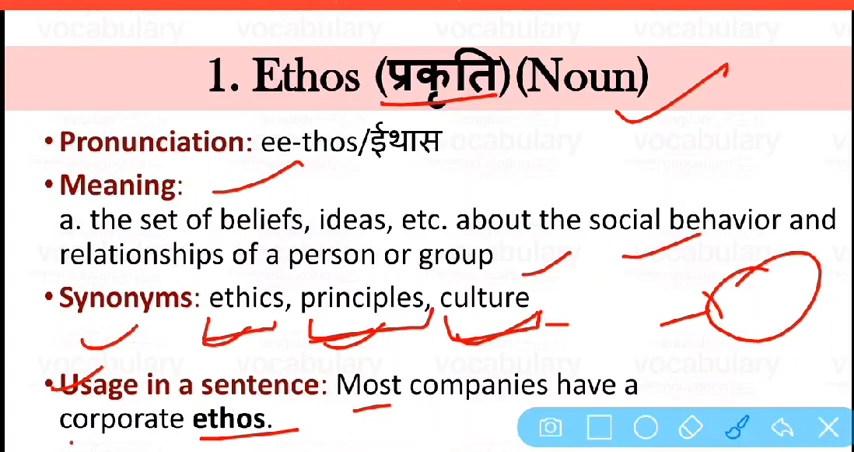 1. Ethos (प्रकृति)(Noun)
• Pronunciation: ee-thos/ईथास
• Meaning:
a. the set of beliefs, ideas, etc. about the social behavior and
relationships of a person or group
• Synonyms: ethics, principles, culture
• Usage in a sentence: Most companies have a
corporate ethos.